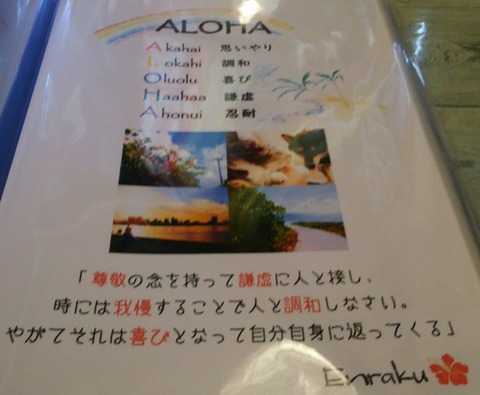 ALOHA
Akahai 思いやり
Lokahi 調和
Oluolu 喜び
Haahaa 謙虚
Ahonui 忍耐
「尊敬の念を持って謙虚に人と接し、
時には我慢することで人と調和しなさい。
やがてそれは喜びとなって自分自身に返ってくる」
Enraku